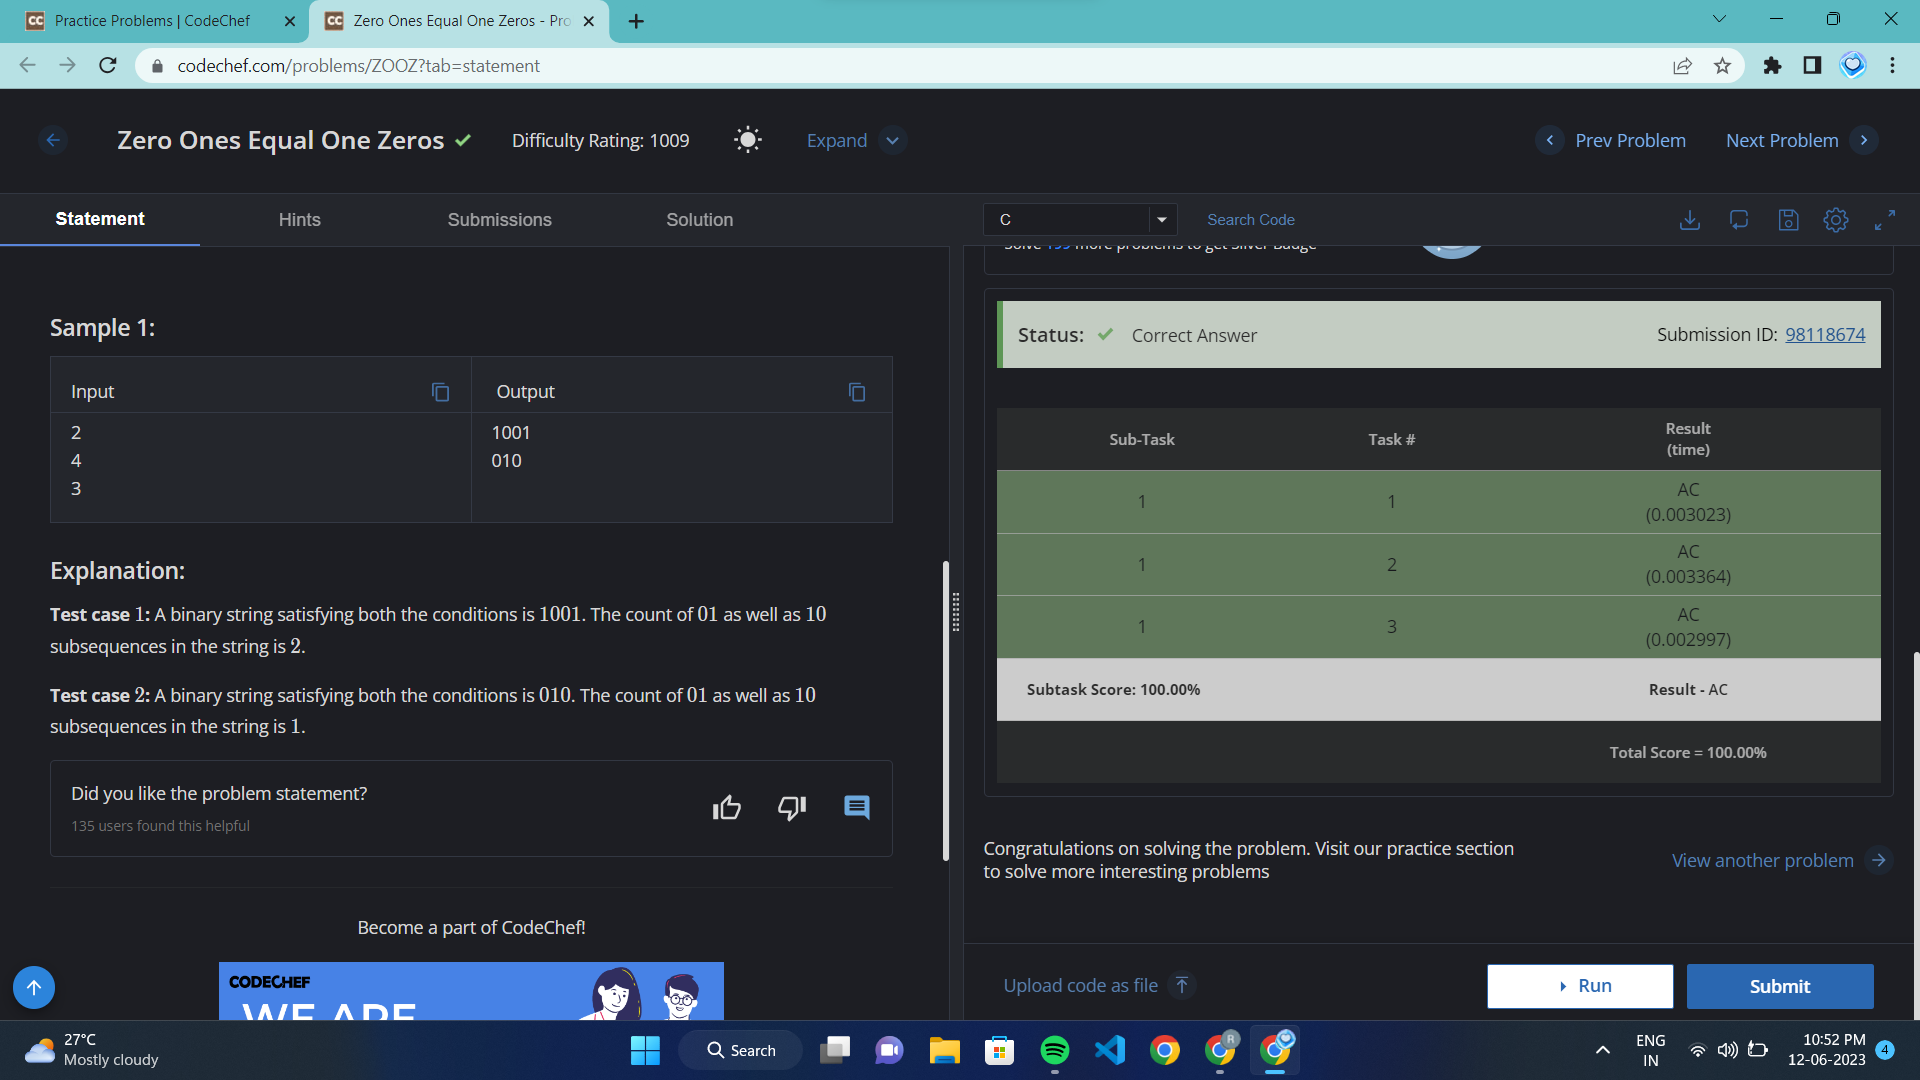 Practice Problems | CodeChef
Zero Ones Equal One Zeros - Pro
codechef.com/problems/ZOOZ?tab=statement
Zero Ones Equal One Zeros
Difficulty Rating: 1009
Expand
Prev Problem
Next Problem
Statement
Hints
Submissions
Solution
C
Search Code
Solve 199 more problems to get Silver Badge
Sample 1:
Input
Output
2
4
3
1001
010
Explanation:
Test case 1: A binary string satisfying both the conditions is 1001. The count of 01 as well as 10
subsequences in the string is 2.
Test case 2: A binary string satisfying both the conditions is 010. The count of 01 as well as 10
subsequences in the string is 1.
Did you like the problem statement?
135 users found this helpful
Become a part of CodeChef!
CODECHEF
WE ARE
Status: Correct Answer
Submission ID: 98118674
Sub-Task Task # Result
(time)
1 1 AC
(0.003023)
1 2 AC
(0.003364)
1 3 AC
(0.002997)
Subtask Score: 100.00% Result - AC
Total Score = 100.00%
Congratulations on solving the problem. Visit our practice section
to solve more interesting problems
View another problem
Upload code as file
Run
Submit
27°C
Mostly cloudy
Search
R
ENG
IN
10:52 PM
12-06-2023
4